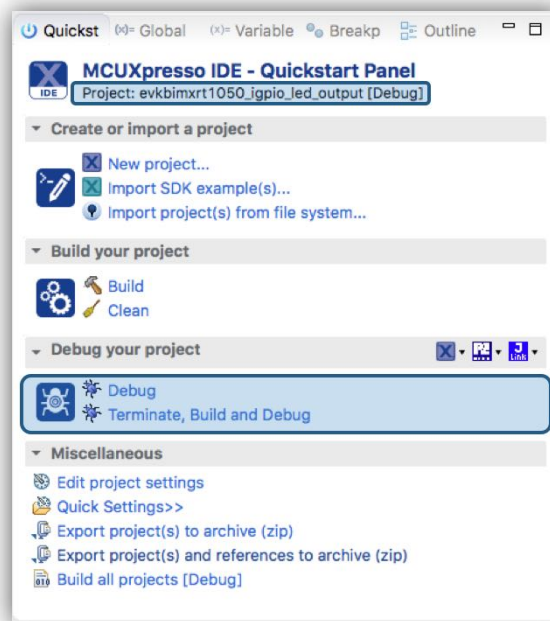 Quickst (x)= Global (x)= Variable Breakp Outline
MCUXpresso IDE - Quickstart Panel
IDE
Project: evkbimxrt1050_igpio_led_output [Debug]
Create or import a project
New project...
Import SDK example(s)...
Import project(s) from file system...
Build your project
Build
Clean
Debug your project
Link
Debug
Terminate, Build and Debug
Miscellaneous
Edit project settings
Quick Settings>>
Export project(s) to archive (zip)
Export project(s) and references to archive (zip)
010
Build all projects [Debug]